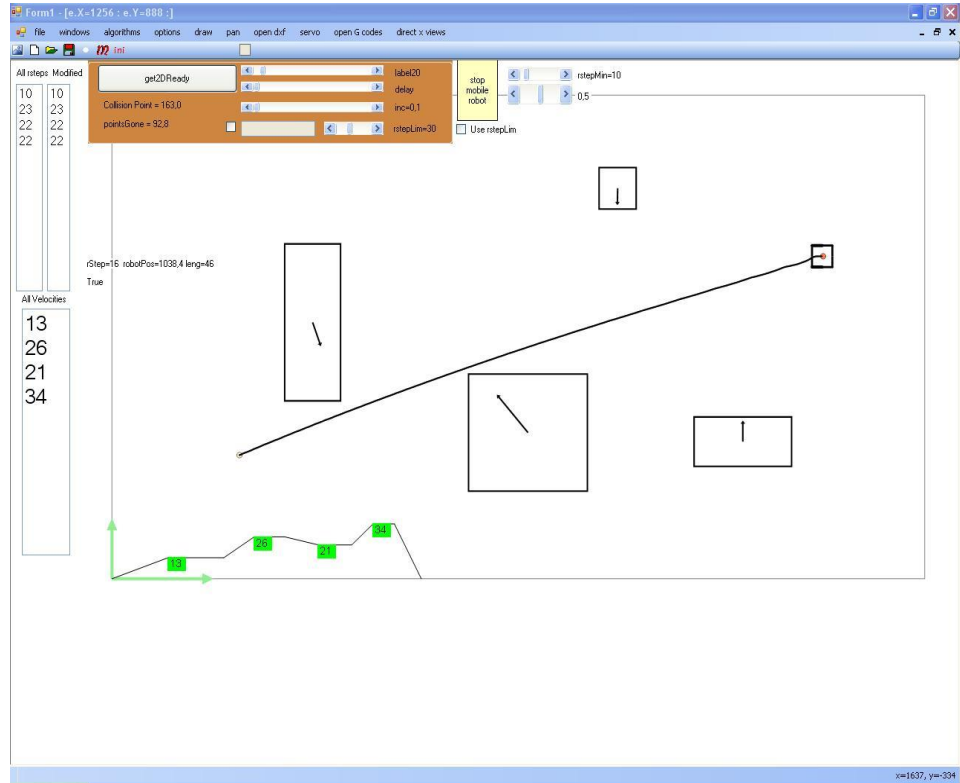 Form1 - [e.X=1256 : e.Y=888 :]
file windows algorithms options draw pan open dxf servo open G codes direct x views
m ini
All rsteps Modified
10 10
23 23
22 22
22 22
get2DReady
label20
delay
Collision Point = 163,0
inc=0,1
pointsGone = 92,8
rstepLim=30
stop
mobile
robot
rstepMin=10
0,5
Use rstepLim
rStep=16 robotPos=1038,4 leng=46
True
All Velocities
13
26
21
34
13
26
21
34
x=1637, y=-334